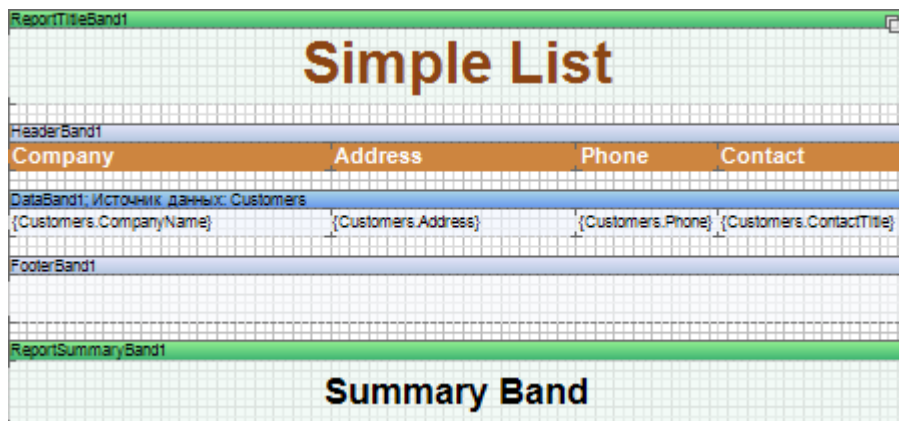 ReportTitleBand1
Simple List
HeaderBand1
Company Address Phone Contact
DataBand1; Источник данных: Customers
{Customers.CompanyName} {Customers.Address} {Customers.Phone} {Customers.ContactTitle}
FooterBand1
ReportSummaryBand1
Summary Band